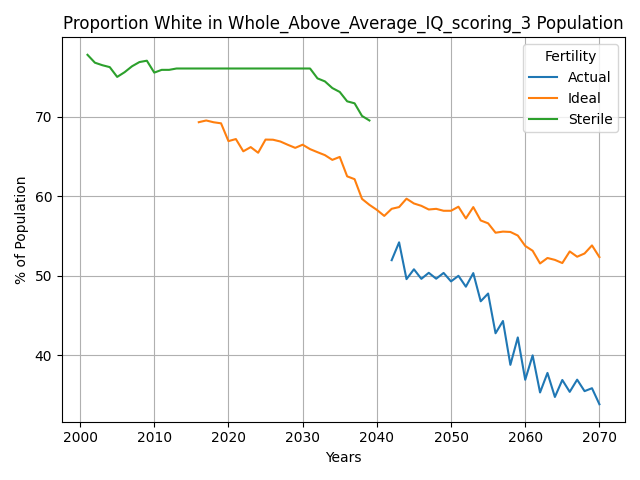 Proportion White in Whole_Above_Average_IQ_scoring_3 Population
Fertility
Actual
Ideal
Sterile
% of Population
70
60
50
40
2000 2010 2020 2030 2040 2050 2060 2070
Years